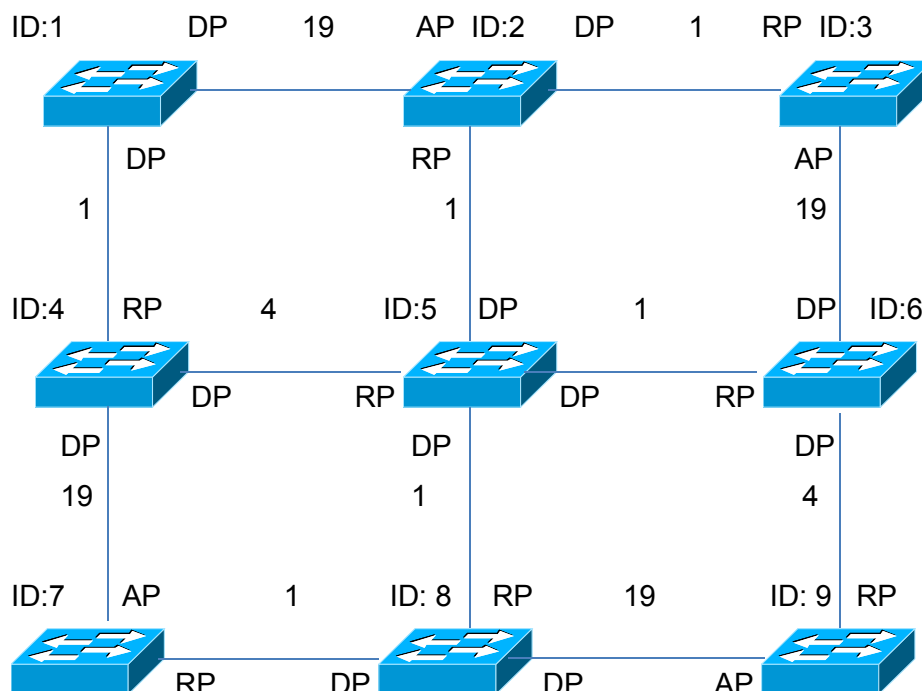 ID:1 DP 19 AP ID:2 DP 1 RP ID:3
DP RP AP
1 1 19
ID:4 RP 4 ID:5 DP 1 DP ID:6
DP RP DP RP
DP DP DP
19 1 4
ID:7 AP 1 ID: 8 RP 19 ID: 9 RP
RP DP DP AP